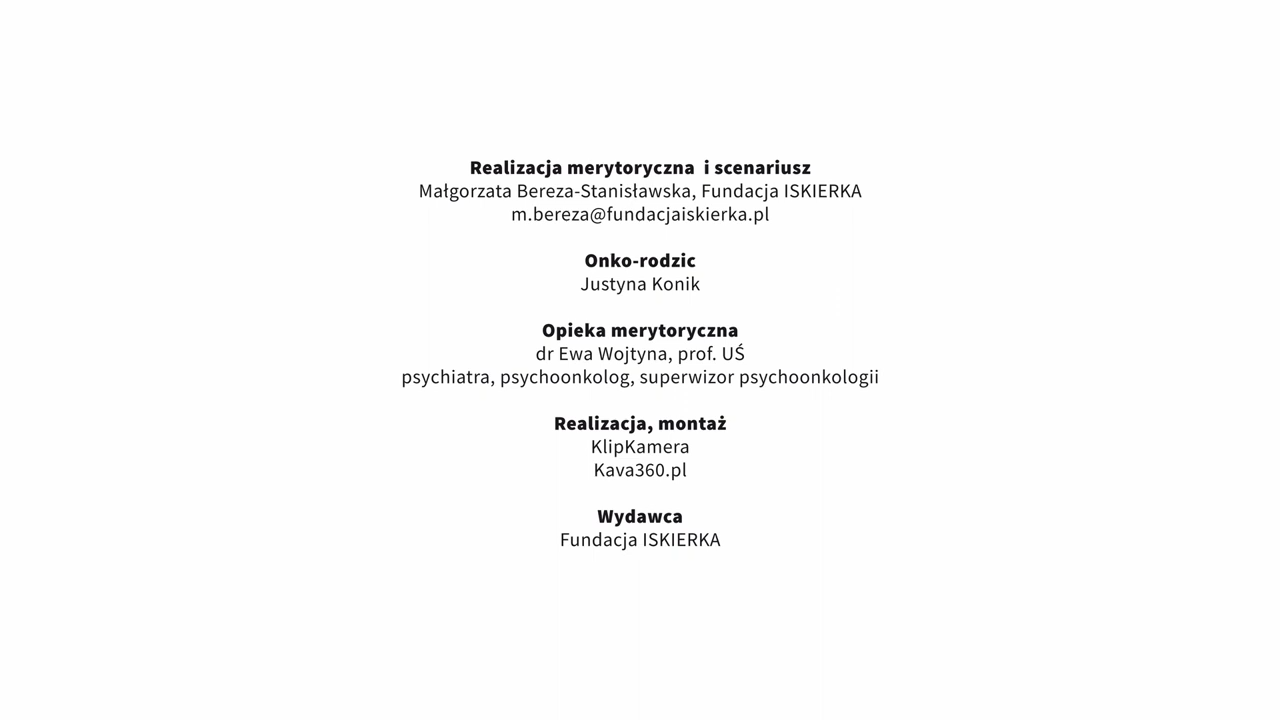 Realizacja merytoryczna i scenariusz
Małgorzata Bereza-Stanisławska, Fundacja ISKIERKA
m.bereza@fundacjaiskierka.pl
Onko-rodzic
Justyna Konik
Opieka merytoryczna
dr Ewa Wojtyna, prof. UŚ
psychiatra, psychoonkolog, superwizor psychoonkologii
Realizacja, montaż
KlipKamera
Kava360.pl
Wydawca
Fundacja ISKIERKA